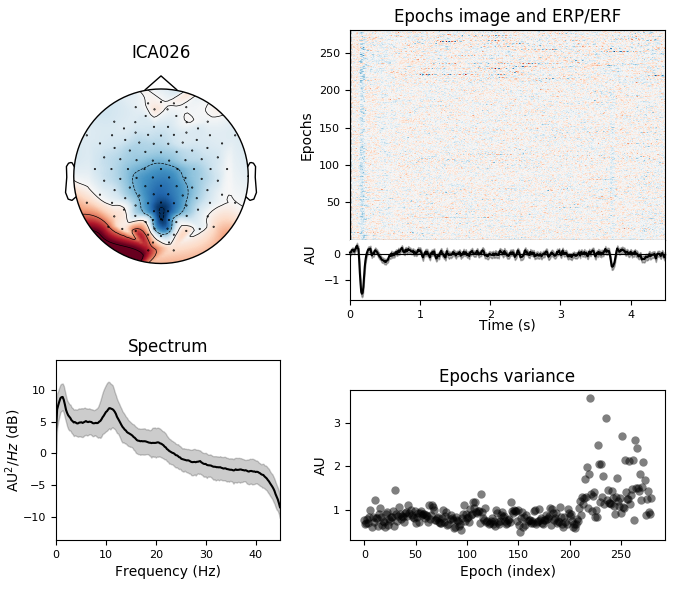 ICA026
Epochs image and ERP/ERF
Epochs
250
200
150
100
50
AU
0
−1
0 1 2 3 4
Time (s)
Spectrum
AU²/Hz (dB)
10
5
0
−5
−10
0 10 20 30 40
Frequency (Hz)
Epochs variance
AU
3
2
1
0 50 100 150 200 250
Epoch (index)